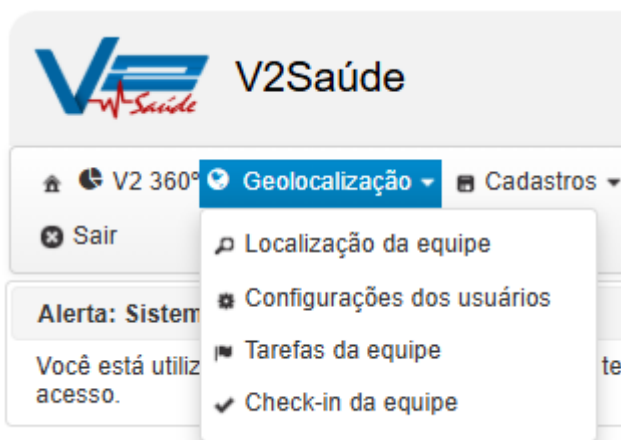 V2 Saúde
V2Saúde
V2 360° Geolocalização Cadastros
Sair
Localização da equipe
Configurações dos usuários
Tarefas da equipe
Check-in da equipe
Alerta: Sistem
Você está utiliz te
acesso.